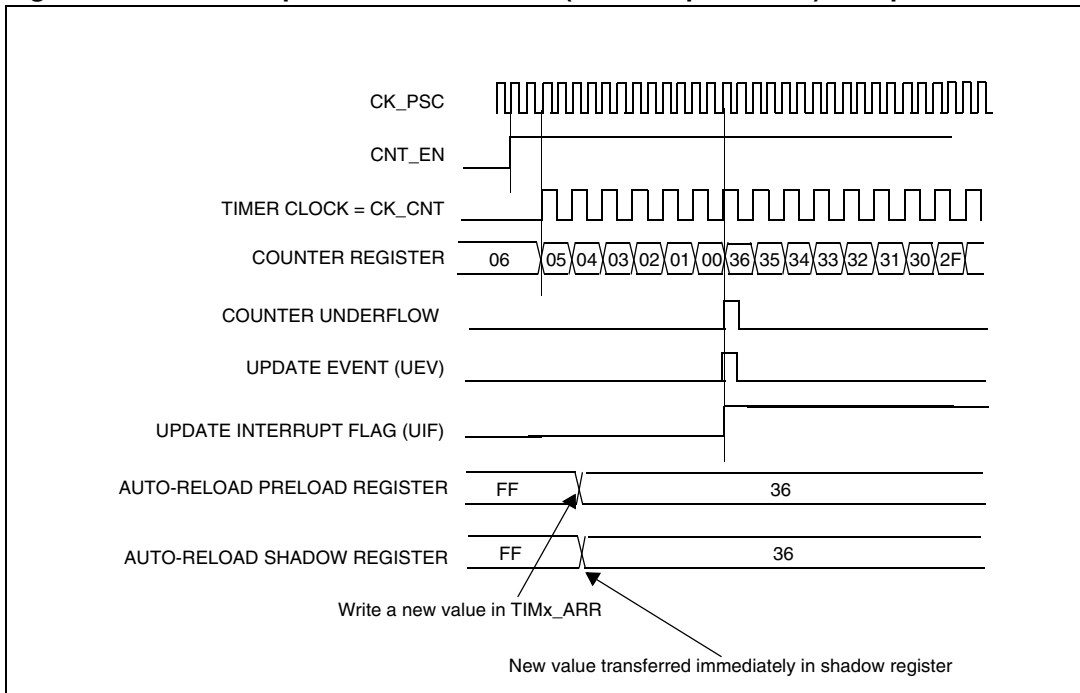 CK_PSC
CNT_EN
TIMER CLOCK = CK_CNT
COUNTER REGISTER 06 05 04 03 02 01 00 36 35 34 33 32 31 30 2F
COUNTER UNDERFLOW
UPDATE EVENT (UEV)
UPDATE INTERRUPT FLAG (UIF)
AUTO-RELOAD PRELOAD REGISTER FF 36
AUTO-RELOAD SHADOW REGISTER FF 36
Write a new value in TIMx_ARR
New value transferred immediately in shadow register